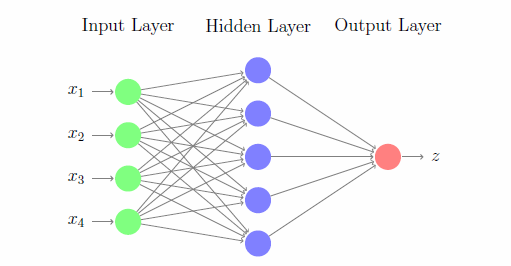 Input Layer Hidden Layer Output Layer
x₁
x₂
x₃ z
x₄